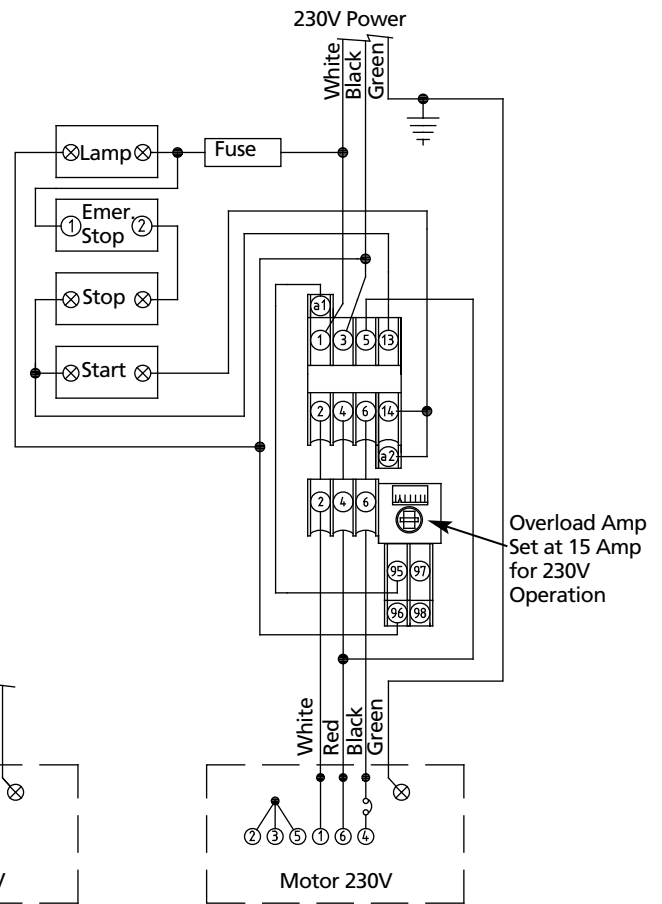 230V Power
White
Black
Green
Lamp
Fuse
1 Emer. 2
Stop
Stop
Start
a1
1 3 5 13
2 4 6 14
a2
2 4 6
95 97
96 98
Overload Amp
Set at 15 Amp
for 230V
Operation
White
Red
Black
Green
2 3 5 1 6 4
Motor 230V
V